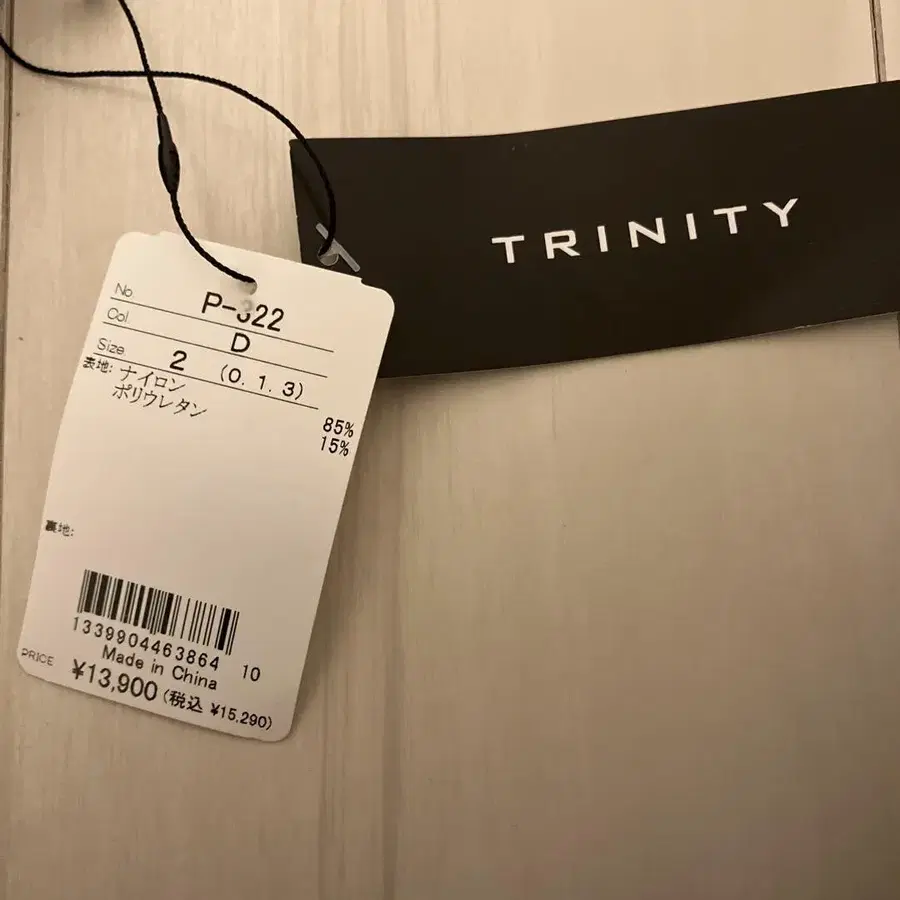 TRINITY
No. P-322
Col. D
Size 2 (0.1.3)
表地: ナイロン 85%
ポリウレタン 15%
裏地:
1339904463864 10
Made in China
PRICE ¥13,900 (税込 ¥15,290)